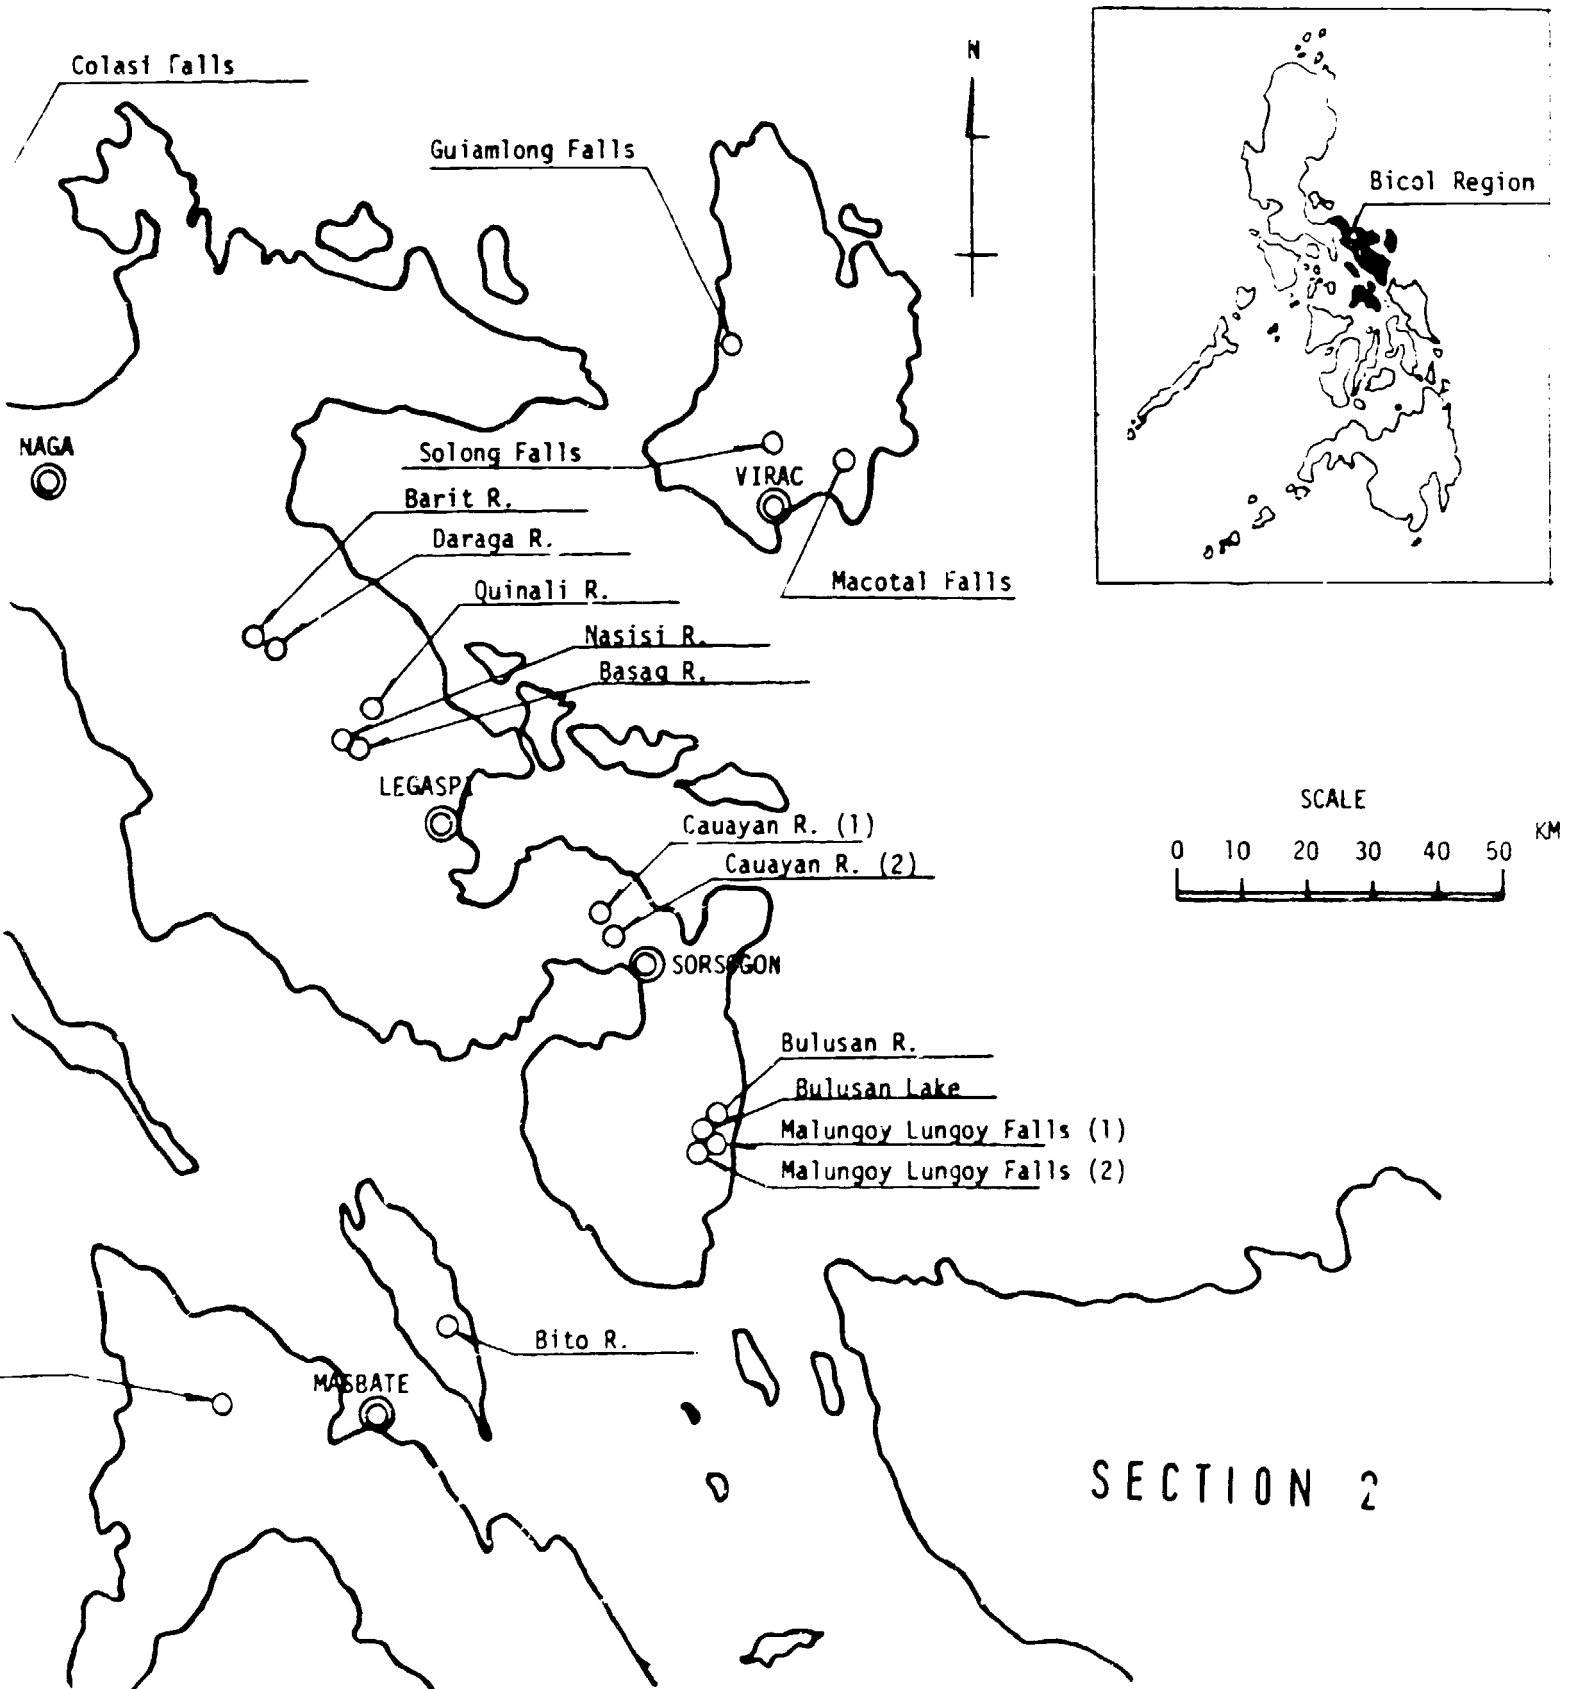 Colasi Falls
N
Guiamlong Falls
Bicol Region
NAGA
Solong Falls
VIRAC
Barit R.
Daraga R.
Macotal Falls
Quinali R.
Nasisi R.
Basag R.
LEGASPI
SCALE
KM
0 10 20 30 40 50
Cauayan R. (1)
Cauayan R. (2)
SORSOGON
Bulusan R.
Bulusan Lake
Malungoy Lungoy Falls (1)
Malungoy Lungoy Falls (2)
Bito R.
MASBATE
SECTION 2